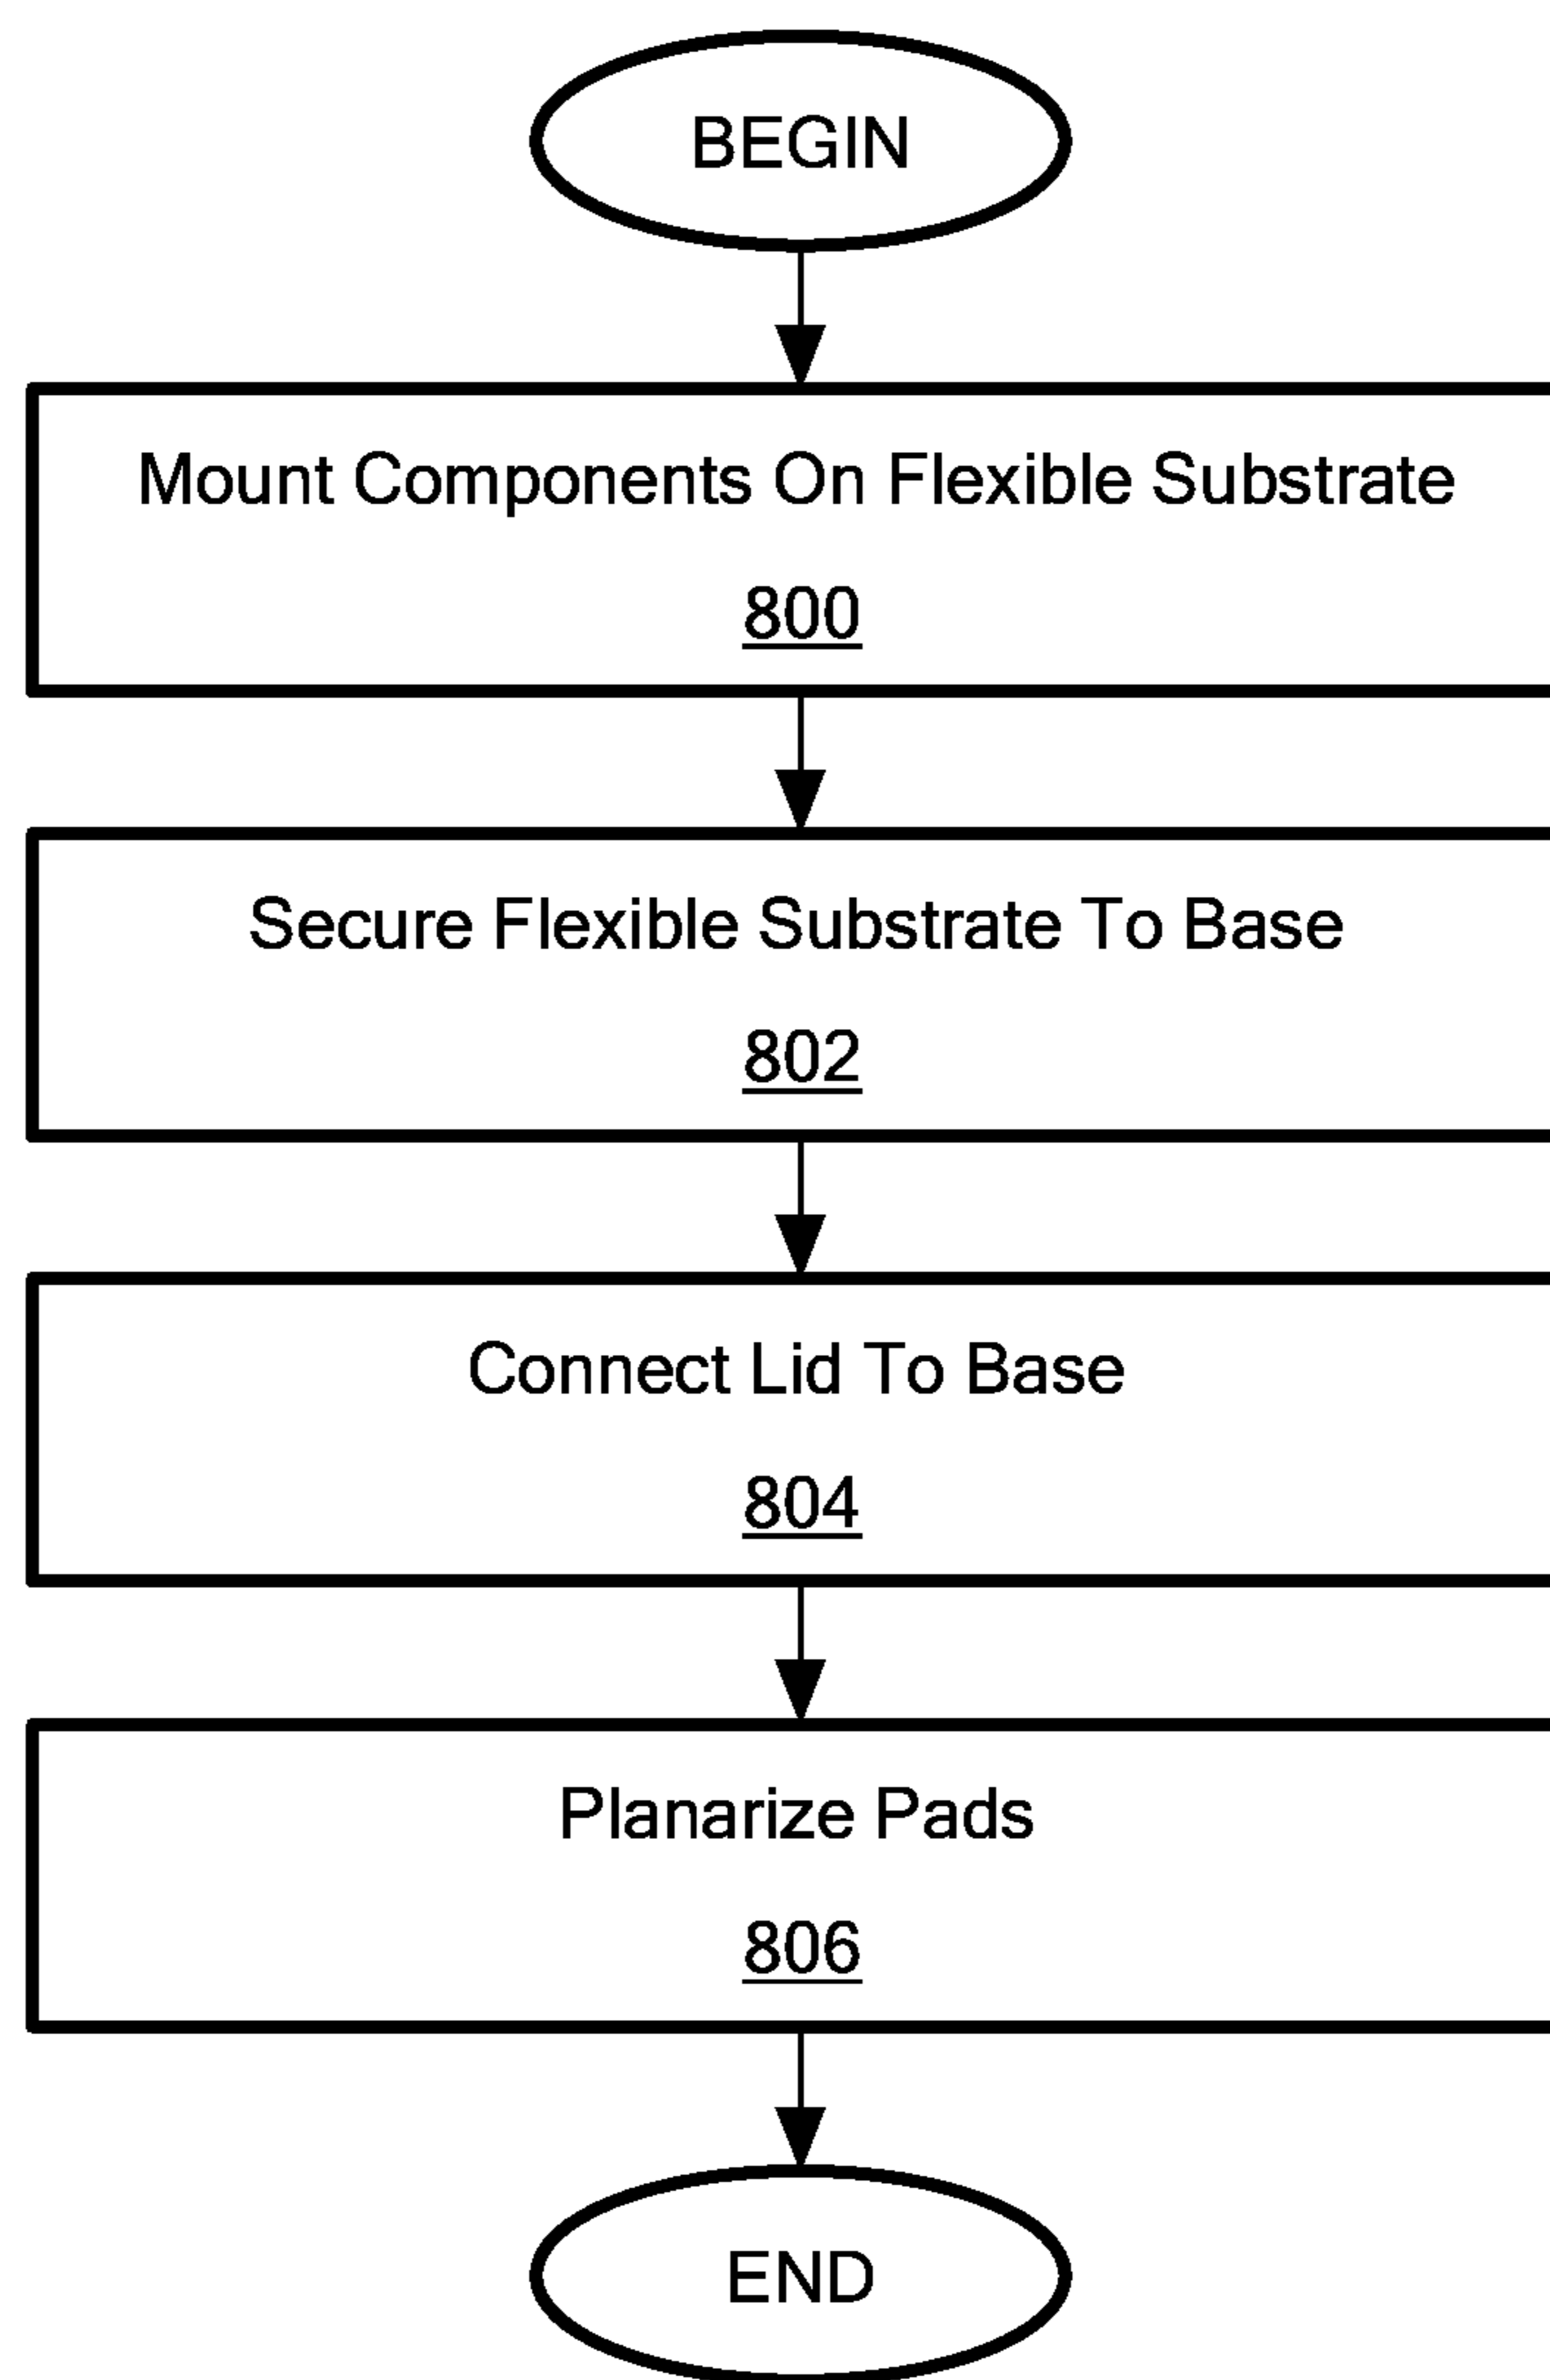 BEGIN
Mount Components On Flexible Substrate
800
Secure Flexible Substrate To Base
802
Connect Lid To Base
804
Planarize Pads
806
END